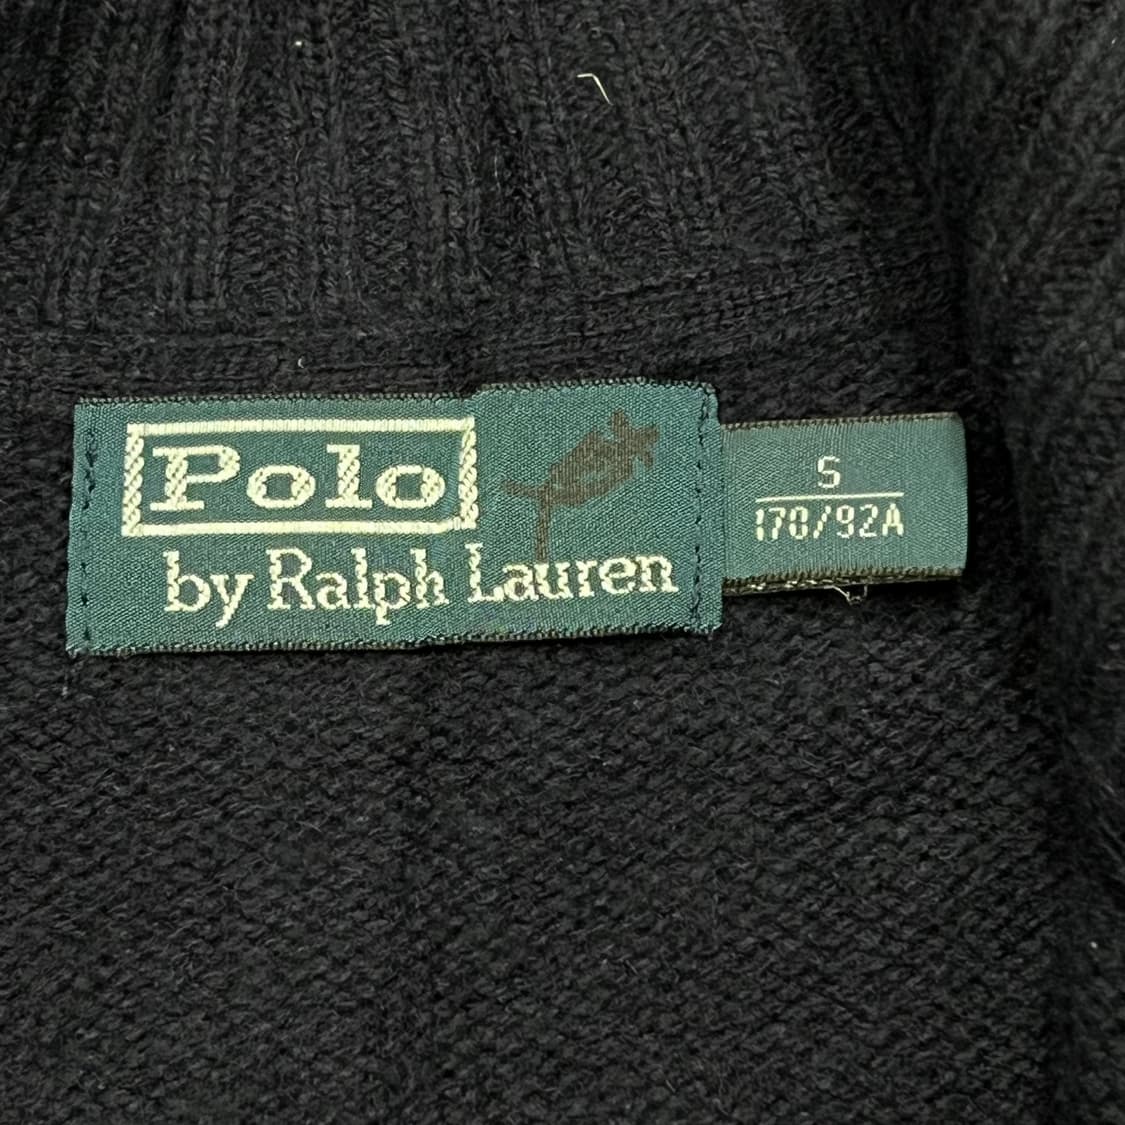 Polo
by Ralph Lauren
S
170/92A